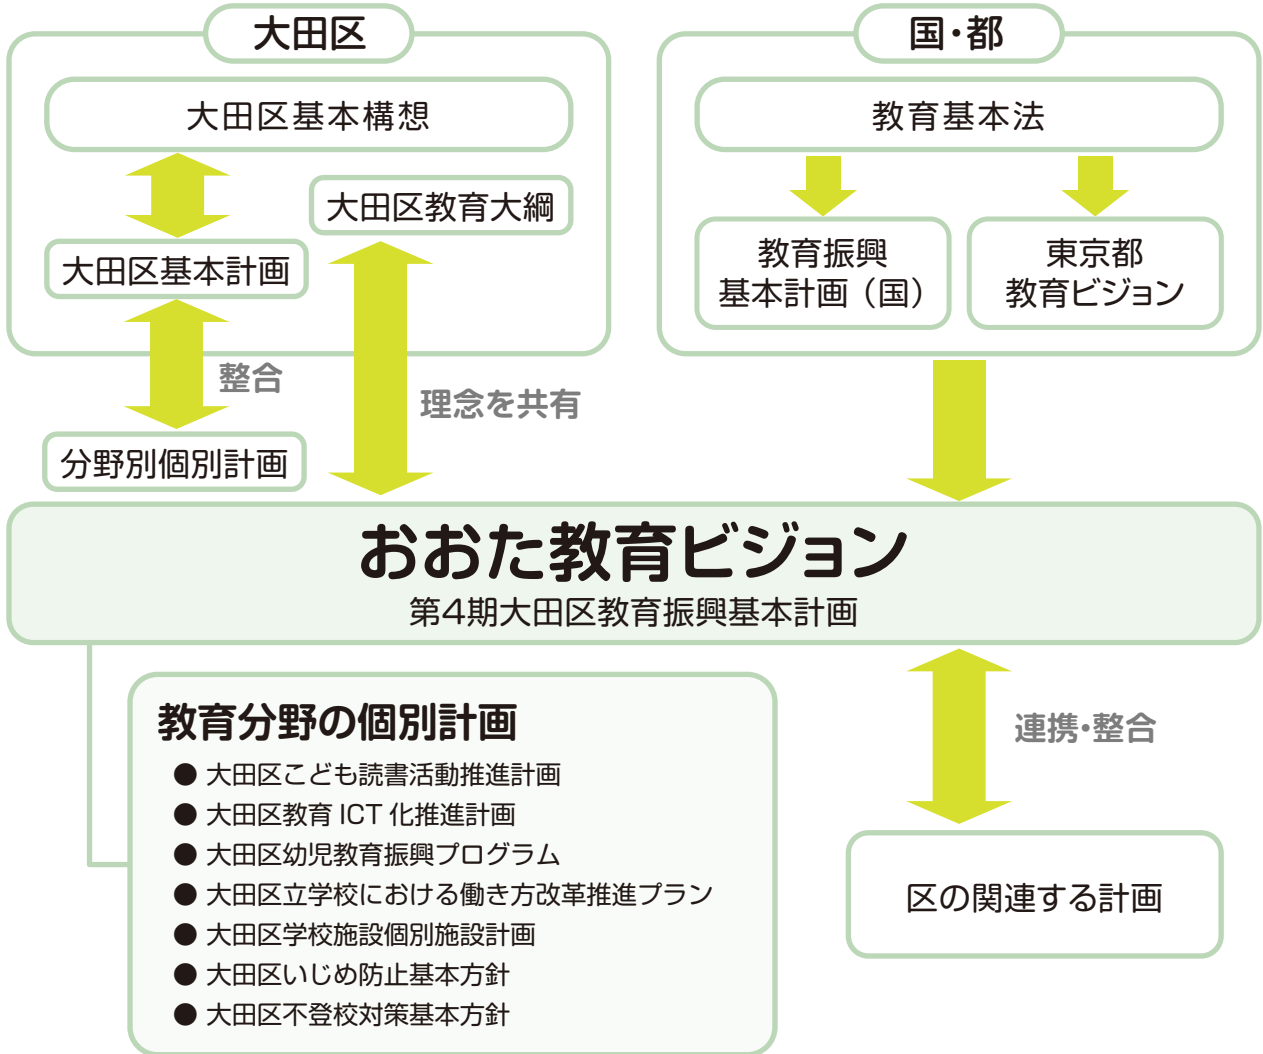 大田区
大田区基本構想
大田区教育大綱
大田区基本計画
整合
理念を共有
分野別個別計画
国・都
教育基本法
教育振興
基本計画（国）
東京都
教育ビジョン
おおた教育ビジョン
第4期大田区教育振興基本計画
教育分野の個別計画
● 大田区こども読書活動推進計画
● 大田区教育 ICT 化推進計画
● 大田区幼児教育振興プログラム
● 大田区立学校における働き方改革推進プラン
● 大田区学校施設個別施設計画
● 大田区いじめ防止基本方針
● 大田区不登校対策基本方針
連携・整合
区の関連する計画